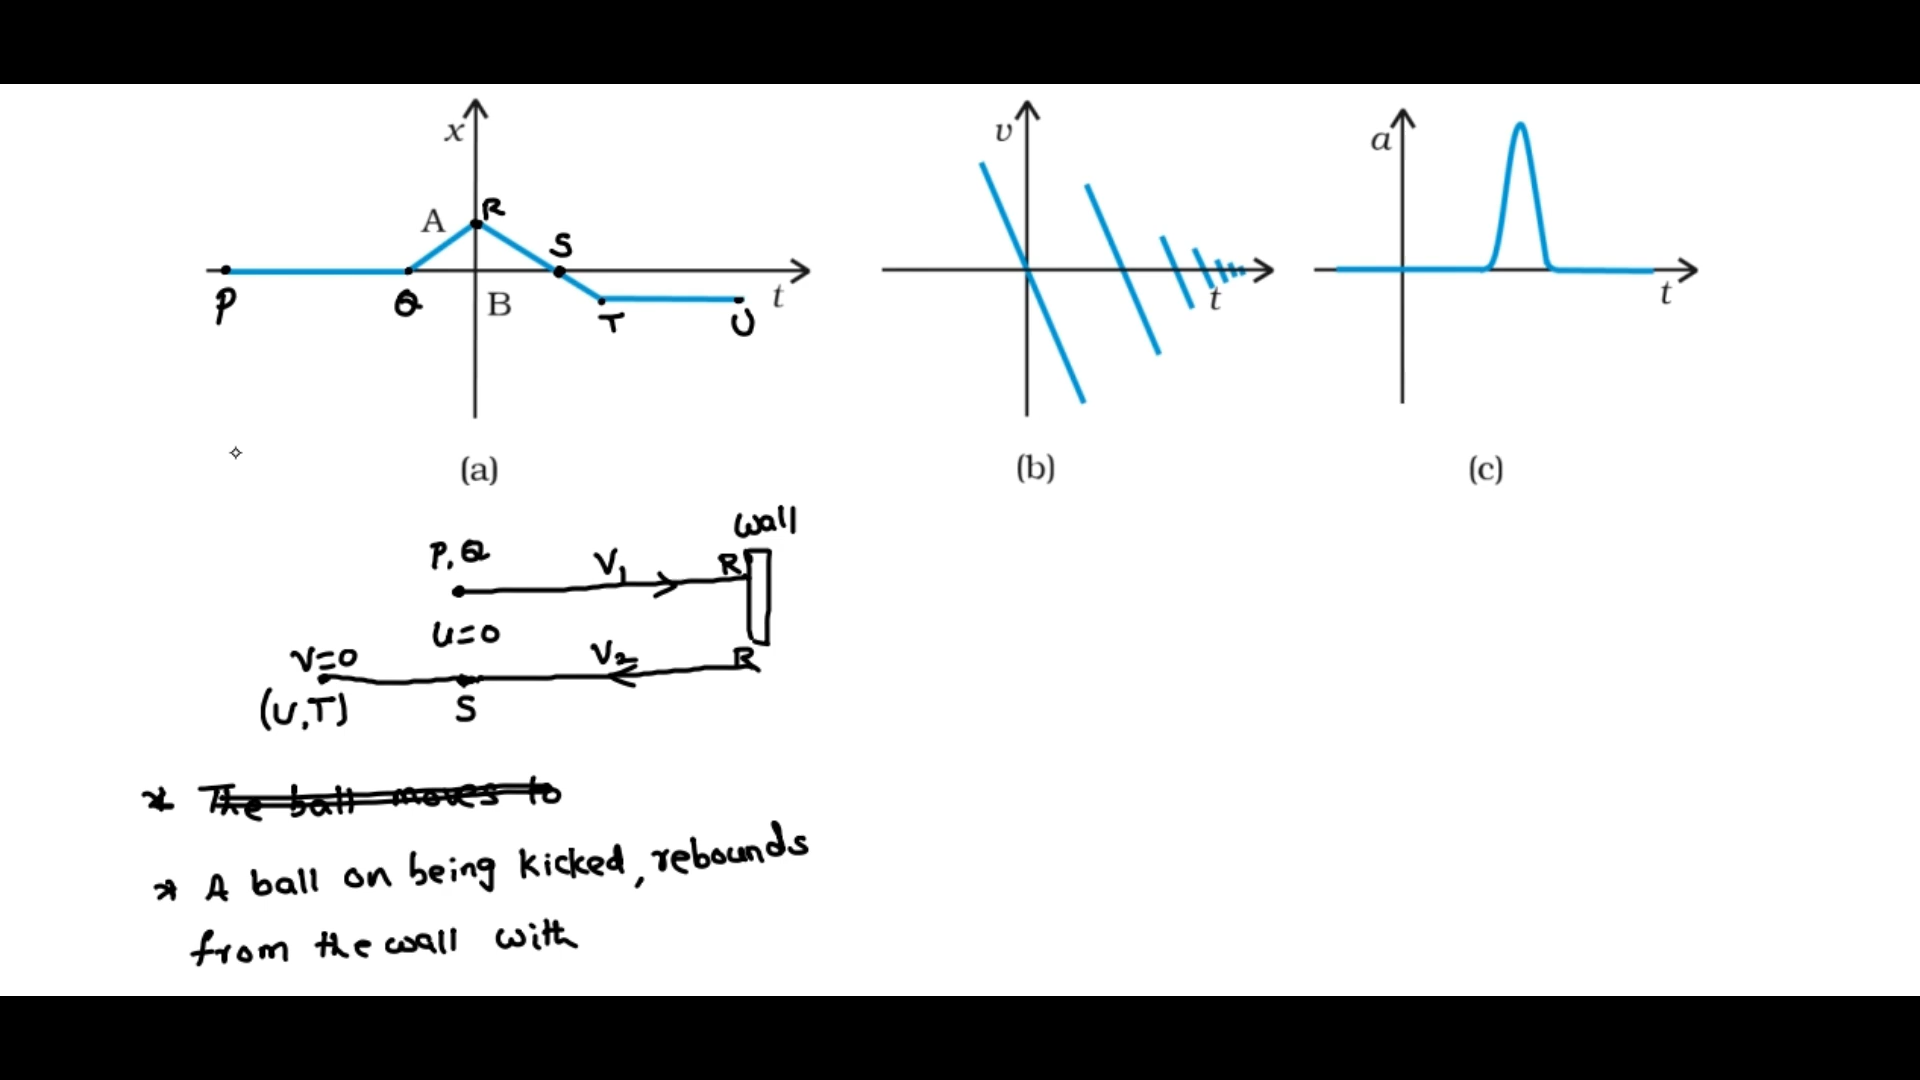 x
A
R
S
P
Q
B
T
U
t
(a)
v
t
(b)
a
t
(c)
wall
P, Q
V1
R
u=0
v=0
V2
R
(U,T)
S
* The ball moves to
* A ball on being kicked, rebounds
from the wall with